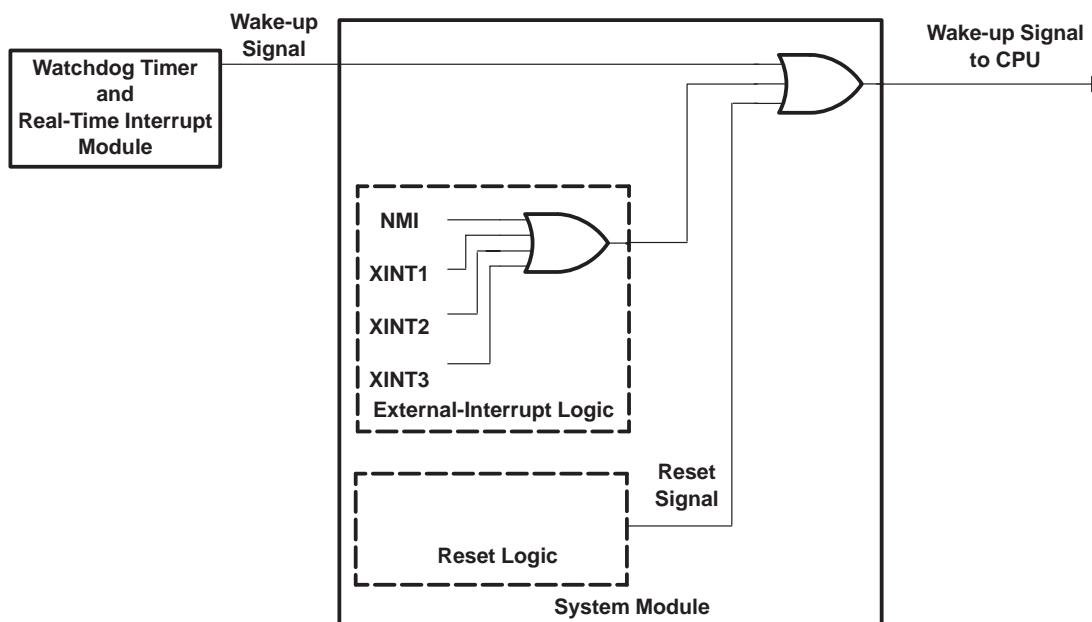 Wake-up
Signal
Watchdog Timer
and
Real-Time Interrupt
Module
Wake-up Signal
to CPU
NMI
XINT1
XINT2
XINT3
External-Interrupt Logic
Reset
Signal
Reset Logic
System Module